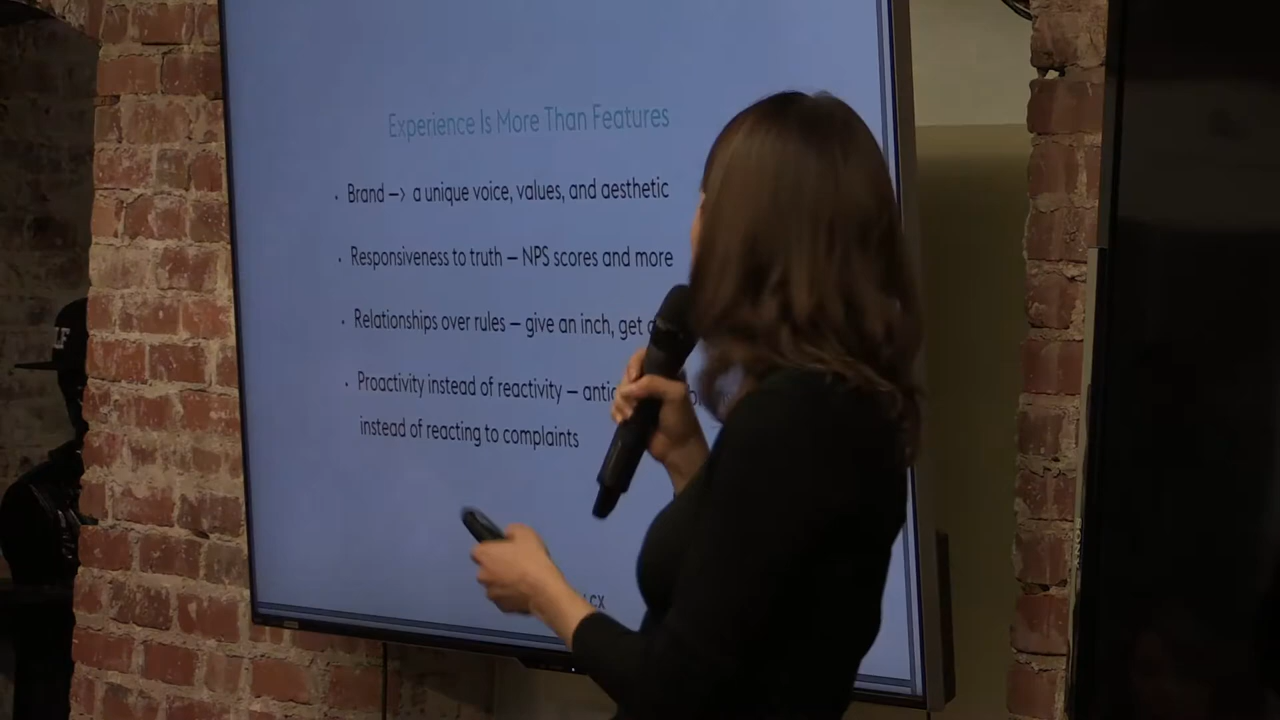 Experience Is More Than Features
· Brand –> a unique voice, values, and aesthetic
· Responsiveness to truth – NPS scores and more
· Relationships over rules – give an inch, get
· Proactivity instead of reactivity –
instead of reacting to complaints
CX